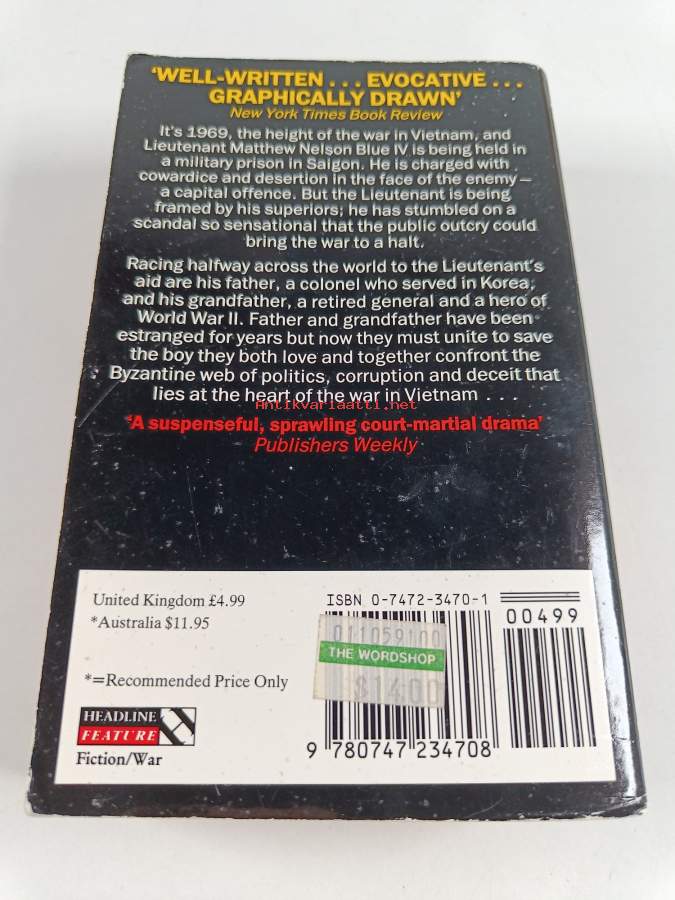 ‘WELL-WRITTEN . . . EVOCATIVE . . .
GRAPHICALLY DRAWN’
New York Times Book Review
It's 1969, the height of the war in Vietnam, and
Lieutenant Matthew Nelson Blue IV is being held in
a military prison in Saigon. He is charged with
cowardice and desertion in the face of the enemy –
a capital offence. But the Lieutenant is being
framed by his superiors; he has stumbled on a
scandal so sensational that the public outcry could
bring the war to a halt.
Racing halfway across the world to the Lieutenant's
aid are his father, a colonel who served in Korea,
and his grandfather, a retired general and a hero of
World War II. Father and grandfather have been
estranged for years but now they must unite to save
the boy they both love and together confront the
Byzantine web of politics, corruption and deceit that
lies at the heart of the war in Vietnam . . .
Antikvariaatti.net
‘A suspenseful, sprawling court-martial drama’
Publishers Weekly
United Kingdom £4.99
*Australia $11.95
*=Recommended Price Only
HEADLINE
FEATURE
Fiction/War
ISBN 0-7472-3470-1
00499
011059100
THE WORDSHOP
$14.00
9 780747 234708